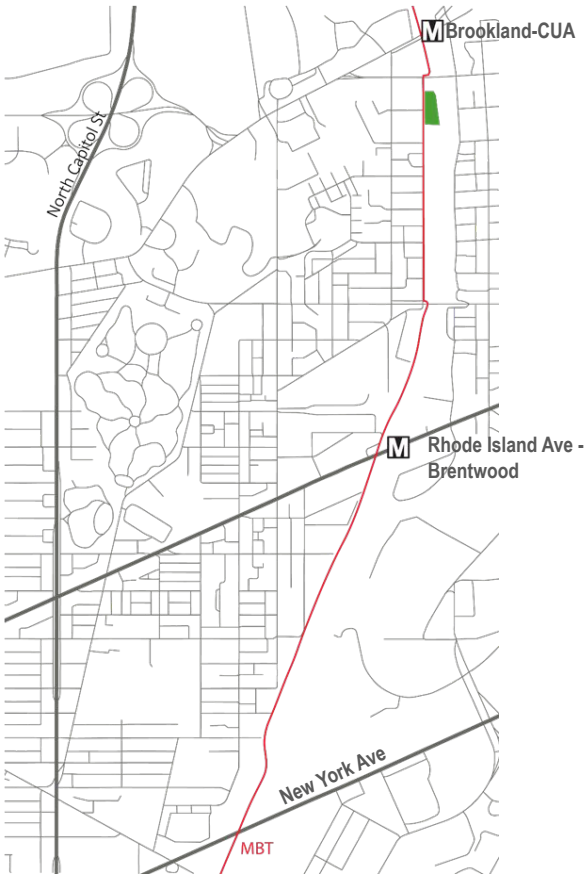 M Brookland-CUA
North Capitol St
M Rhode Island Ave -
Brentwood
New York Ave
MBT